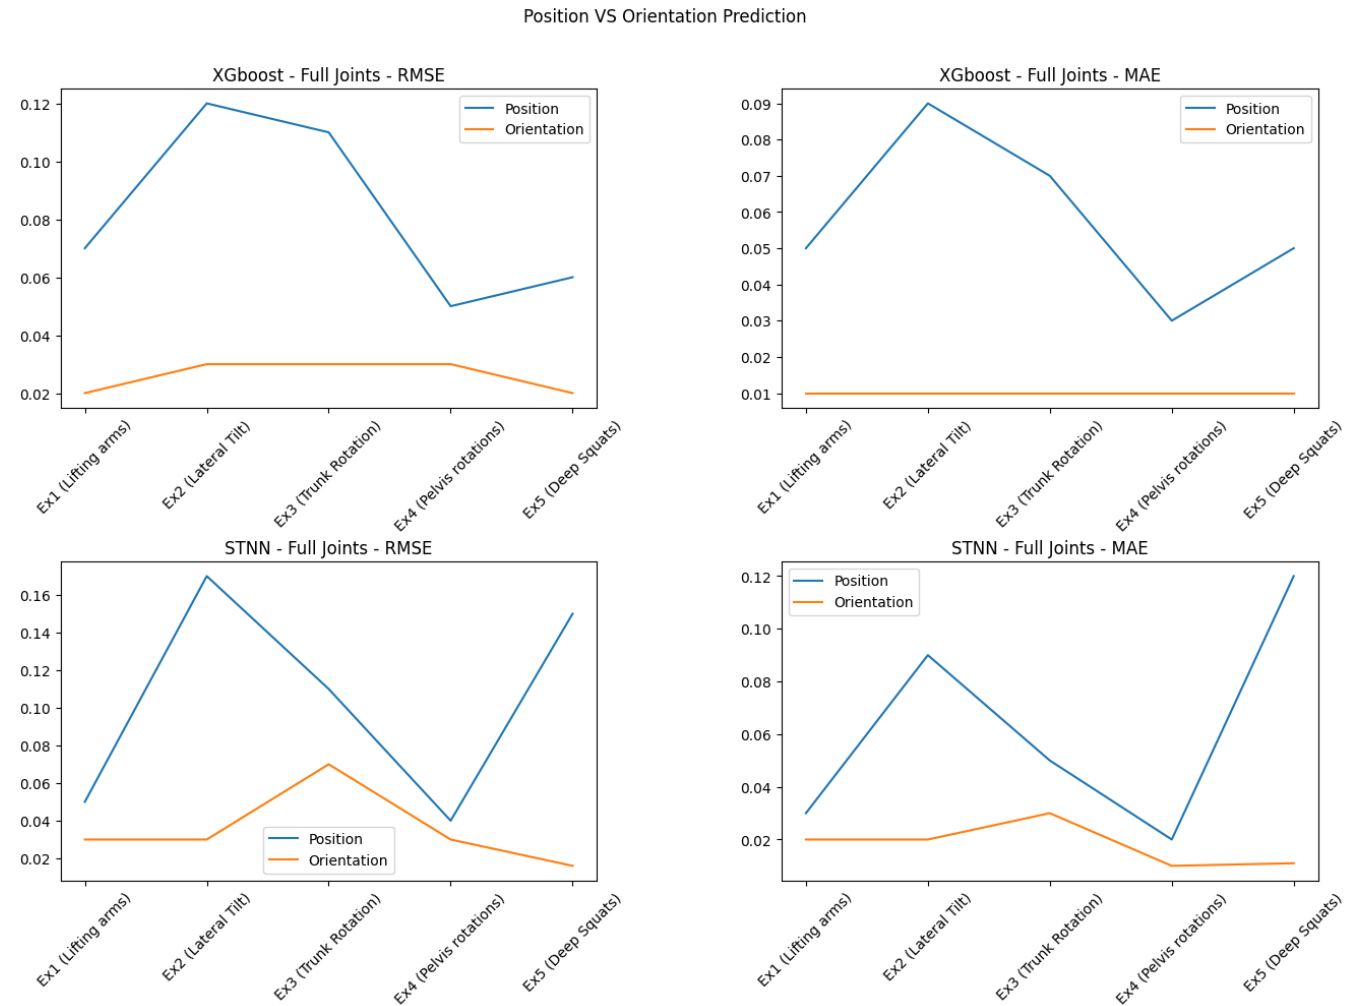 Position VS Orientation Prediction
XGboost - Full Joints - RMSE
Position
Orientation
0.12
0.10
0.08
0.06
0.04
0.02
Ex1 (Lifting arms)
Ex2 (Lateral Tilt)
Ex3 (Trunk Rotation)
Ex4 (Pelvis rotations)
Ex5 (Deep Squats)
XGboost - Full Joints - MAE
Position
Orientation
0.09
0.08
0.07
0.06
0.05
0.04
0.03
0.02
0.01
Ex1 (Lifting arms)
Ex2 (Lateral Tilt)
Ex3 (Trunk Rotation)
Ex4 (Pelvis rotations)
Ex5 (Deep Squats)
STNN - Full Joints - RMSE
0.16
0.14
0.12
0.10
0.08
0.06
0.04
0.02
Position
Orientation
Ex1 (Lifting arms)
Ex2 (Lateral Tilt)
Ex3 (Trunk Rotation)
Ex4 (Pelvis rotations)
Ex5 (Deep Squats)
STNN - Full Joints - MAE
Position
Orientation
0.12
0.10
0.08
0.06
0.04
0.02
Ex1 (Lifting arms)
Ex2 (Lateral Tilt)
Ex3 (Trunk Rotation)
Ex4 (Pelvis rotations)
Ex5 (Deep Squats)